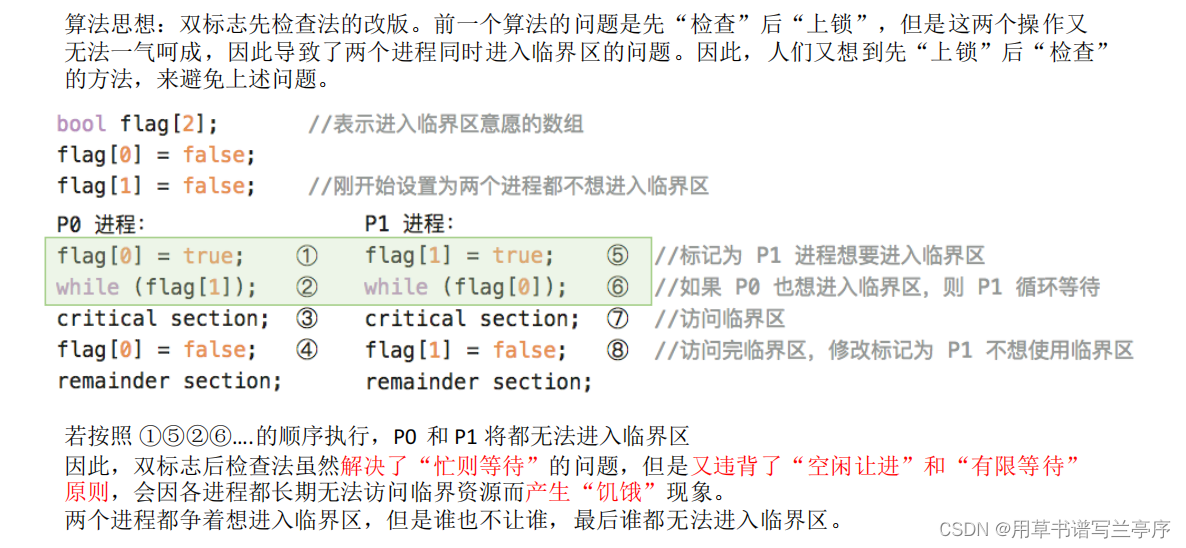 算法思想：双标志先检查法的改版。前一个算法的问题是先“检查”后“上锁”，但是这两个操作又
无法一气呵成，因此导致了两个进程同时进入临界区的问题。因此，人们又想到先“上锁”后“检查”
的方法，来避免上述问题。
bool flag[2]; //表示进入临界区意愿的数组
flag[0] = false;
flag[1] = false; //刚开始设置为两个进程都不想进入临界区
P0 进程： P1 进程：
flag[0] = true; ① flag[1] = true; ⑤ //标记为 P1 进程想要进入临界区
while (flag[1]); ② while (flag[0]); ⑥ //如果 P0 也想进入临界区，则 P1 循环等待
critical section; ③ critical section; ⑦ //访问临界区
flag[0] = false; ④ flag[1] = false; ⑧ //访问完临界区，修改标记为 P1 不想使用临界区
remainder section; remainder section;
若按照 ①⑤②⑥....的顺序执行，P0 和 P1 将都无法进入临界区
因此，双标志后检查法虽然解决了“忙则等待”的问题，但是又违背了“空闲让进”和“有限等待”
原则，会因各进程都长期无法访问临界资源而产生“饥饿”现象。
两个进程都争着想进入临界区，但是谁也不让谁，最后谁都无法进入临界区。
CSDN @用草书谱写兰亭序